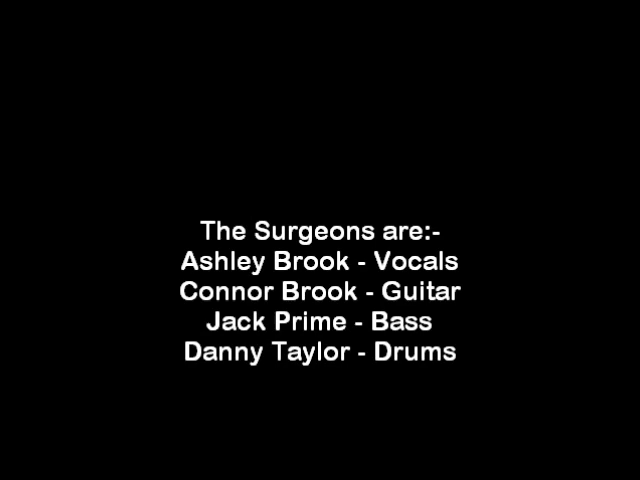 The Surgeons are:-
Ashley Brook - Vocals
Connor Brook - Guitar
Jack Prime - Bass
Danny Taylor - Drums